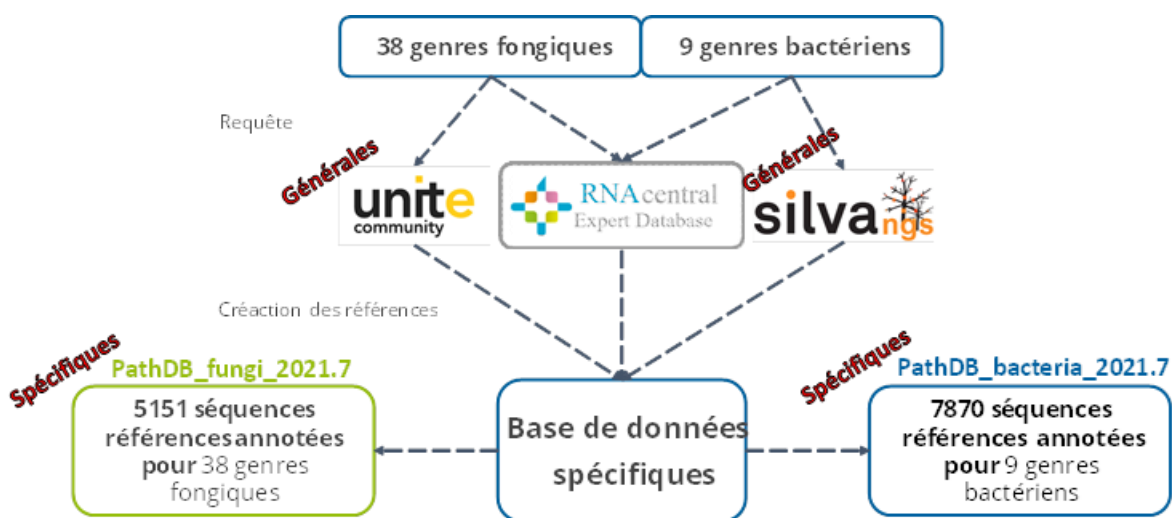 38 genres fongiques
9 genres bactériens
Requête
Générales
Générales
unite
community
RNAcentral
Expert Database
silva
ngs
Créaction des références
Spécifiques
PathDB_fungi_2021.7
5151 séquences
référencesannotées
pour 38 genres
fongiques
Base de données
spécifiques
Spécifiques
PathDB_bacteria_2021.7
7870 séquences
références annotées
pour 9 genres
bactériens